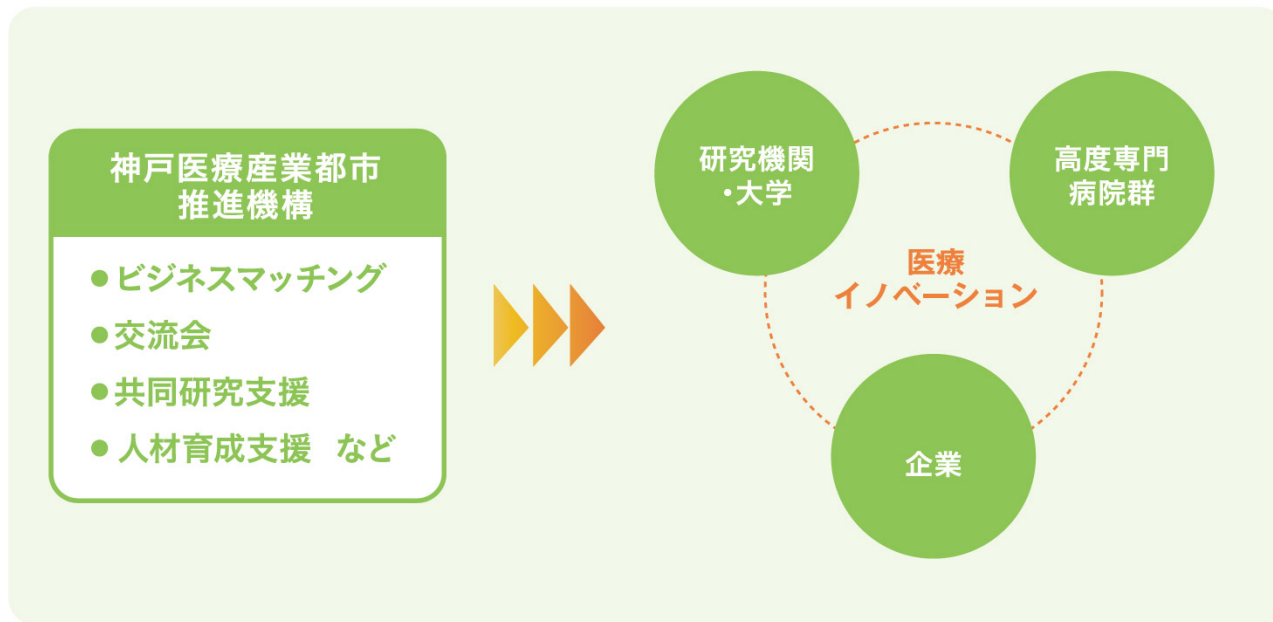 神戸医療産業都市
推進機構
●ビジネスマッチング
●交流会
●共同研究支援
●人材育成支援　など
研究機関
・大学
高度専門
病院群
医療
イノベーション
企業